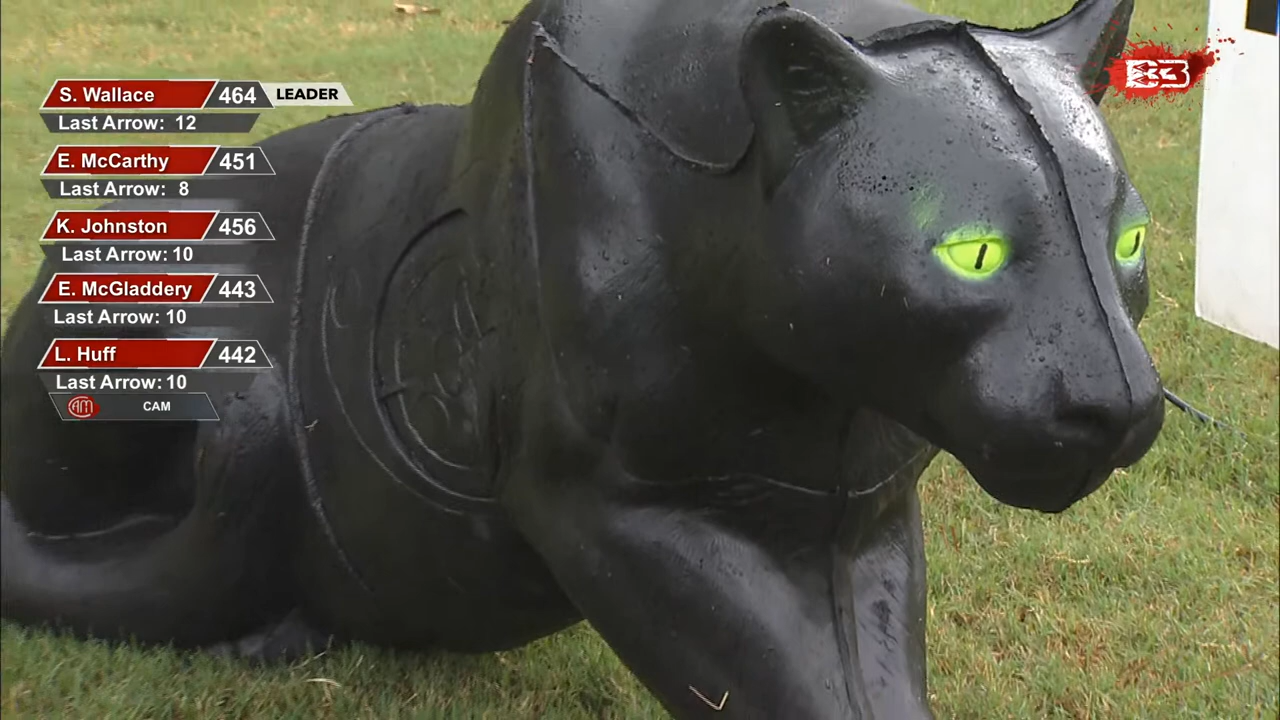 S. Wallace 464 LEADER
Last Arrow: 12
E. McCarthy 451
Last Arrow: 8
K. Johnston 456
Last Arrow: 10
E. McGladdery 443
Last Arrow: 10
L. Huff 442
Last Arrow: 10
AM CAM
B3